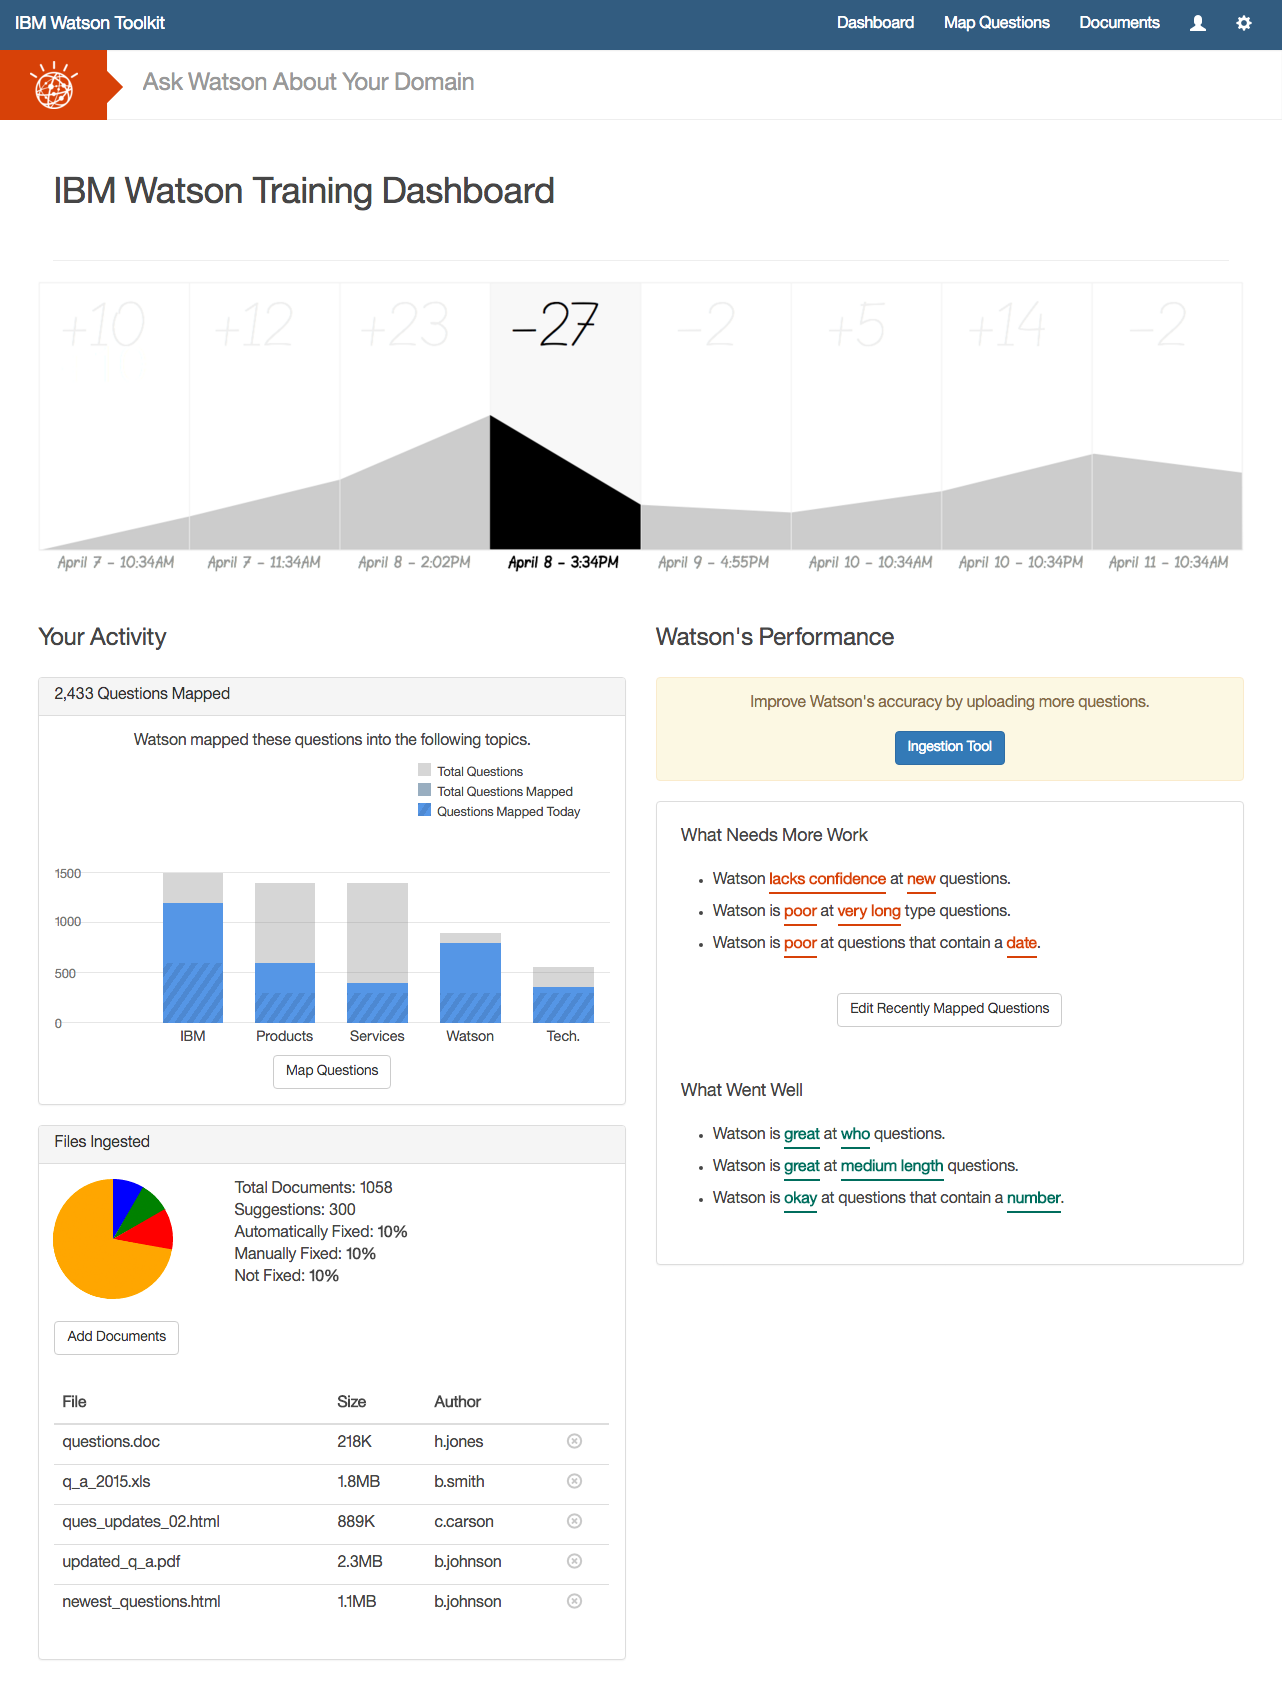 IBM Watson Toolkit
Dashboard Map Questions Documents
Ask Watson About Your Domain
IBM Watson Training Dashboard
+10 +12 +23 -27 -2 +5 +14 -2
April 7 - 10:34AM April 7 - 11:34AM April 8 - 2:02PM April 8 - 3:34PM April 9 - 4:55PM April 10 - 10:34AM April 10 - 10:34PM April 11 - 10:34AM
Your Activity
2,433 Questions Mapped
Watson mapped these questions into the following topics.
Total Questions
Total Questions Mapped
Questions Mapped Today
1500
1000
500
0
IBM Products Services Watson Tech.
Map Questions
Files Ingested
Total Documents: 1058
Suggestions: 300
Automatically Fixed: 10%
Manually Fixed: 10%
Not Fixed: 10%
Add Documents
File Size Author
questions.doc 218K h.jones
q_a_2015.xls 1.8MB b.smith
ques_updates_02.html 889K c.carson
updated_q_a.pdf 2.3MB b.johnson
newest_questions.html 1.1MB b.johnson
Watson's Performance
Improve Watson's accuracy by uploading more questions.
Ingestion Tool
What Needs More Work
Watson lacks confidence at new questions.
Watson is poor at very long type questions.
Watson is poor at questions that contain a date.
Edit Recently Mapped Questions
What Went Well
Watson is great at who questions.
Watson is great at medium length questions.
Watson is okay at questions that contain a number.